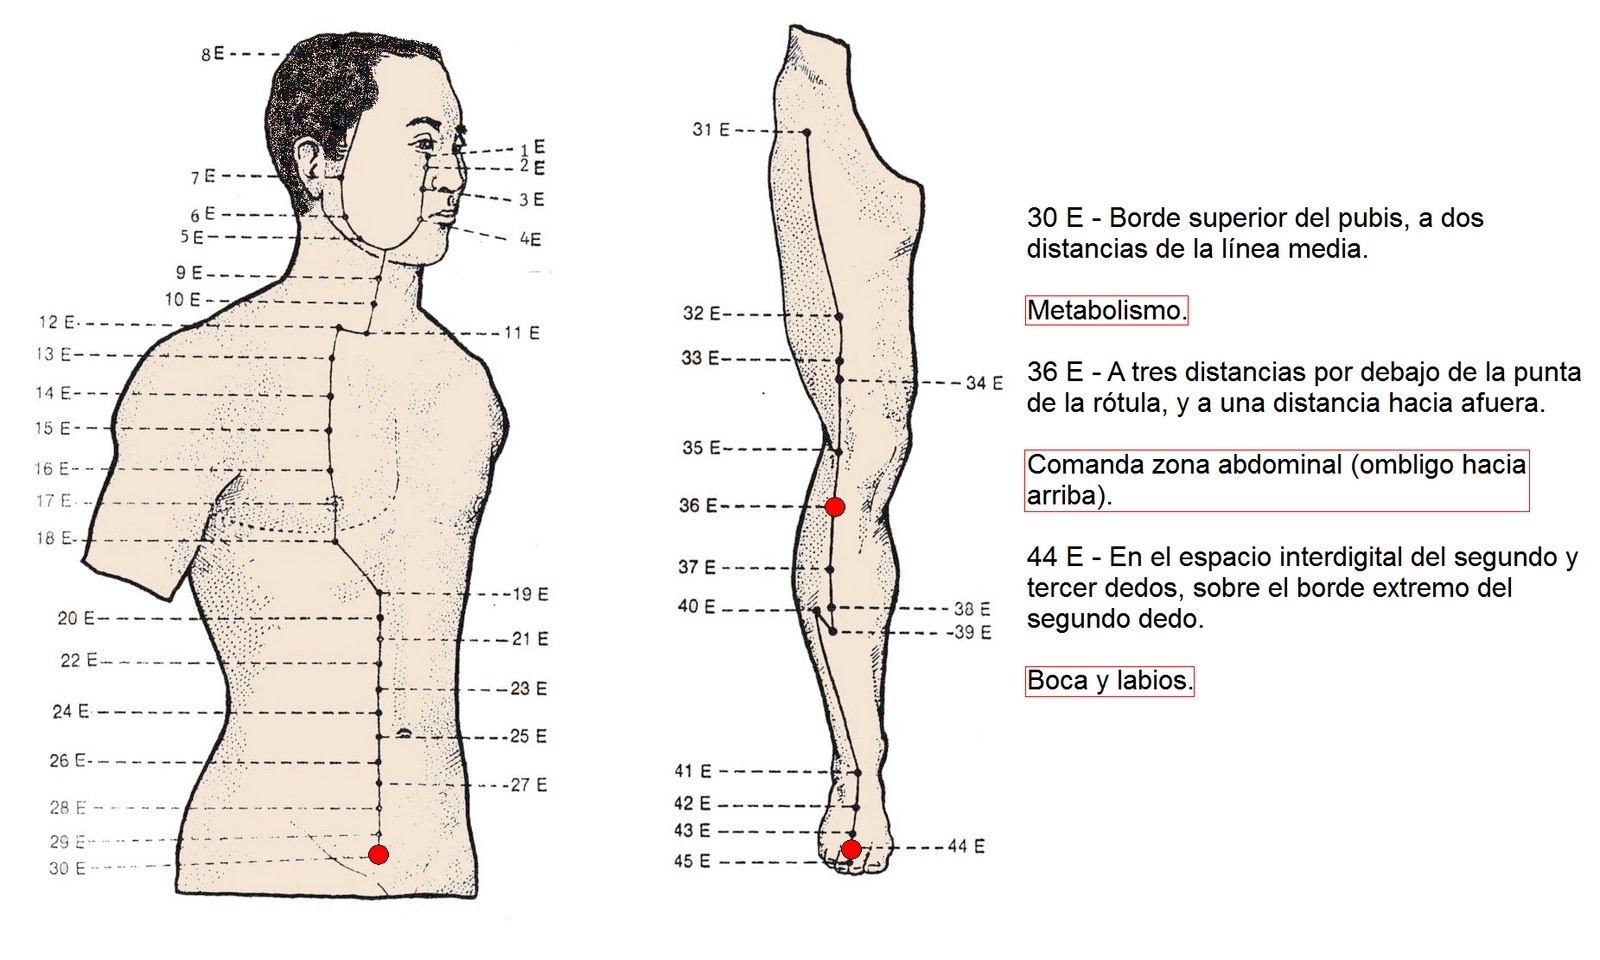 8E
1 E
2 E
7 E
3 E
6 E
5 E
4E
9 E
10 E
12 E
11 E
13 E
14 E
15 E
16 E
17 E
18 E
19 E
20 E
21 E
22 E
23 E
24 E
25 E
26 E
27 E
28 E
29 E
30 E
31 E
32 E
33 E
34 E
35 E
36 E
37 E
40 E
38 E
39 E
41 E
42 E
43 E
44 E
45 E
30 E - Borde superior del pubis, a dos
distancias de la línea media.
Metabolismo.
36 E - A tres distancias por debajo de la punta
de la rótula, y a una distancia hacia afuera.
Comanda zona abdominal (ombligo hacia
arriba).
44 E - En el espacio interdigital del segundo y
tercer dedos, sobre el borde extremo del
segundo dedo.
Boca y labios.